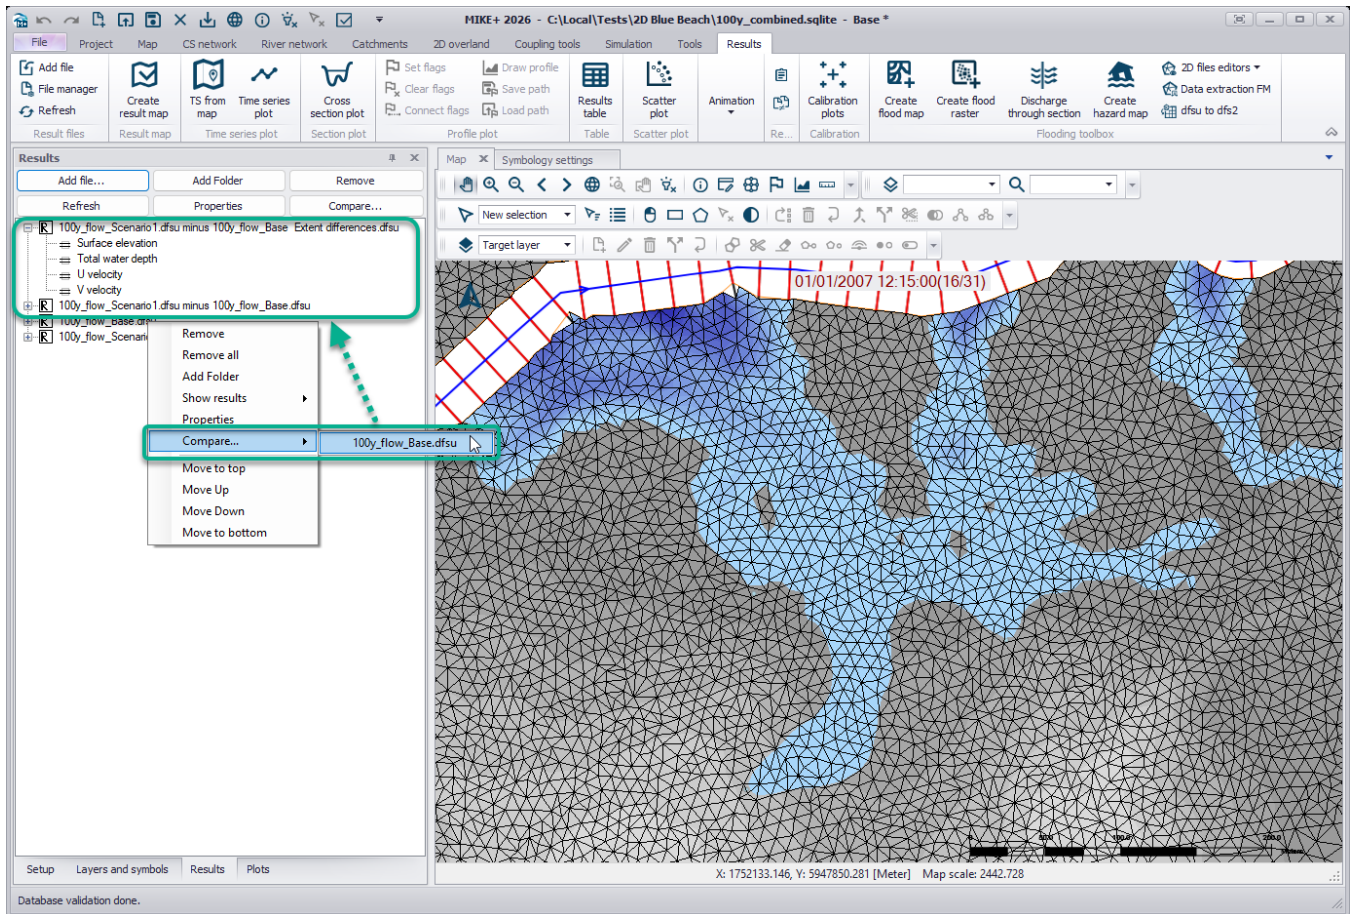 MIKE+ 2026 - C:\Local\Tests\2D Blue Beach\100y_combined.sqlite - Base *
File Project Map CS network River network Catchments 2D overland Coupling tools Simulation Tools Results
Add file
File manager
Refresh
Result files
Create result map
Result map
TS from map
Time series plot
Time series plot
Cross section plot
Section plot
Set flags
Clear flags
Connect flags
Draw profile
Save path
Load path
Profile plot
Results table
Table
Scatter plot
Scatter plot
Animation
Re...
Calibration plots
Calibration
Create flood map
Create flood raster
Discharge through section
Create hazard map
2D files editors
Data extraction FM
dfsu to dfs2
Flooding toolbox
Results
Add file... Add Folder Remove
Refresh Properties Compare...
100y_flow_Scenario1.dfsu minus 100y_flow_Base Extent differences.dfsu
Surface elevation
Total water depth
U velocity
V velocity
100y_flow_Scenario1.dfsu minus 100y_flow_Base.dfsu
100y_flow_Base.dfsu
100y_flow_Scenari
Remove
Remove all
Add Folder
Show results
Properties
Compare...
100y_flow_Base.dfsu
Move to top
Move Up
Move Down
Move to bottom
Map Symbology settings
New selection
Target layer
01/01/2007 12:15:00(16/31)
100.0
200.0
Setup Layers and symbols Results Plots
X: 1752133.146, Y: 5947850.281 [Meter] Map scale: 2442.728
Database validation done.